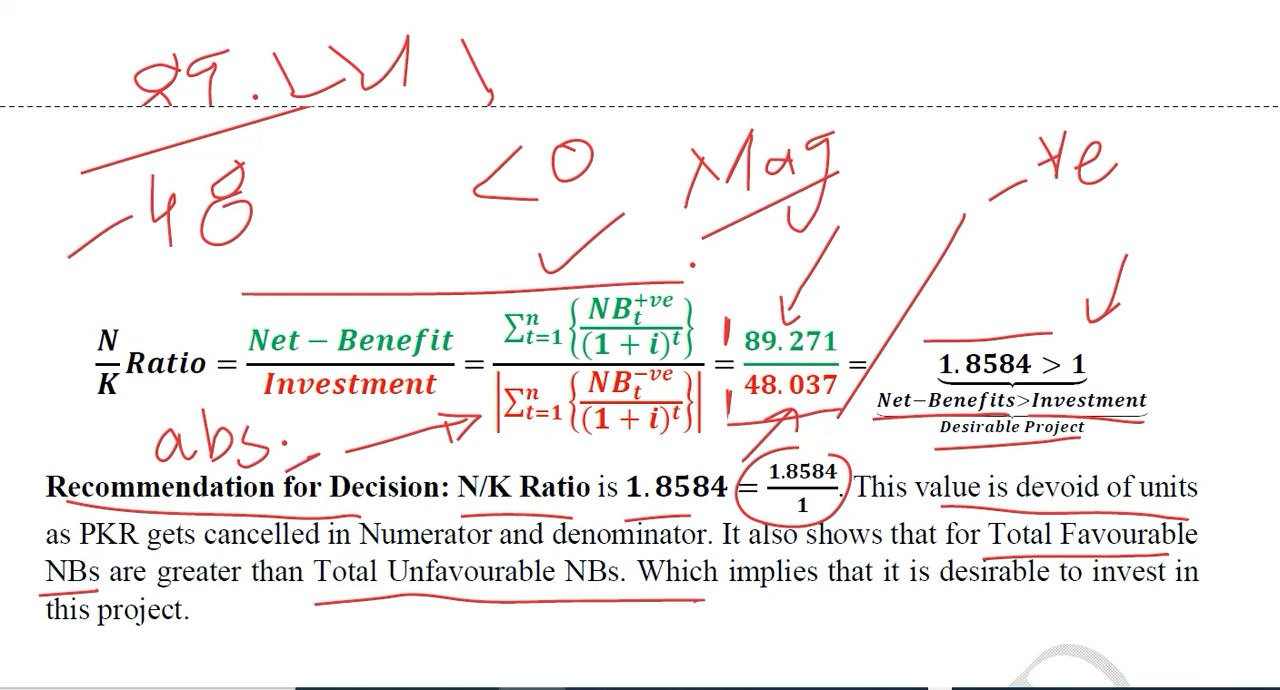 89.271
-48
<0
Mag
-ve
N/K Ratio = Net − Benefit / Investment = ∑ⁿₜ₌₁ {NBₜ⁺ᵛᵉ / (1 + i)ᵗ} / |∑ⁿₜ₌₁ {NBₜ⁻ᵛᵉ / (1 + i)ᵗ}| = 89.271 / 48.037 = 1.8584 > 1
Net−Benefits>Investment
Desirable Project
abs.
Recommendation for Decision: N/K Ratio is 1.8584 = 1.8584/1. This value is devoid of units
as PKR gets cancelled in Numerator and denominator. It also shows that for Total Favourable
NBs are greater than Total Unfavourable NBs. Which implies that it is desirable to invest in
this project.